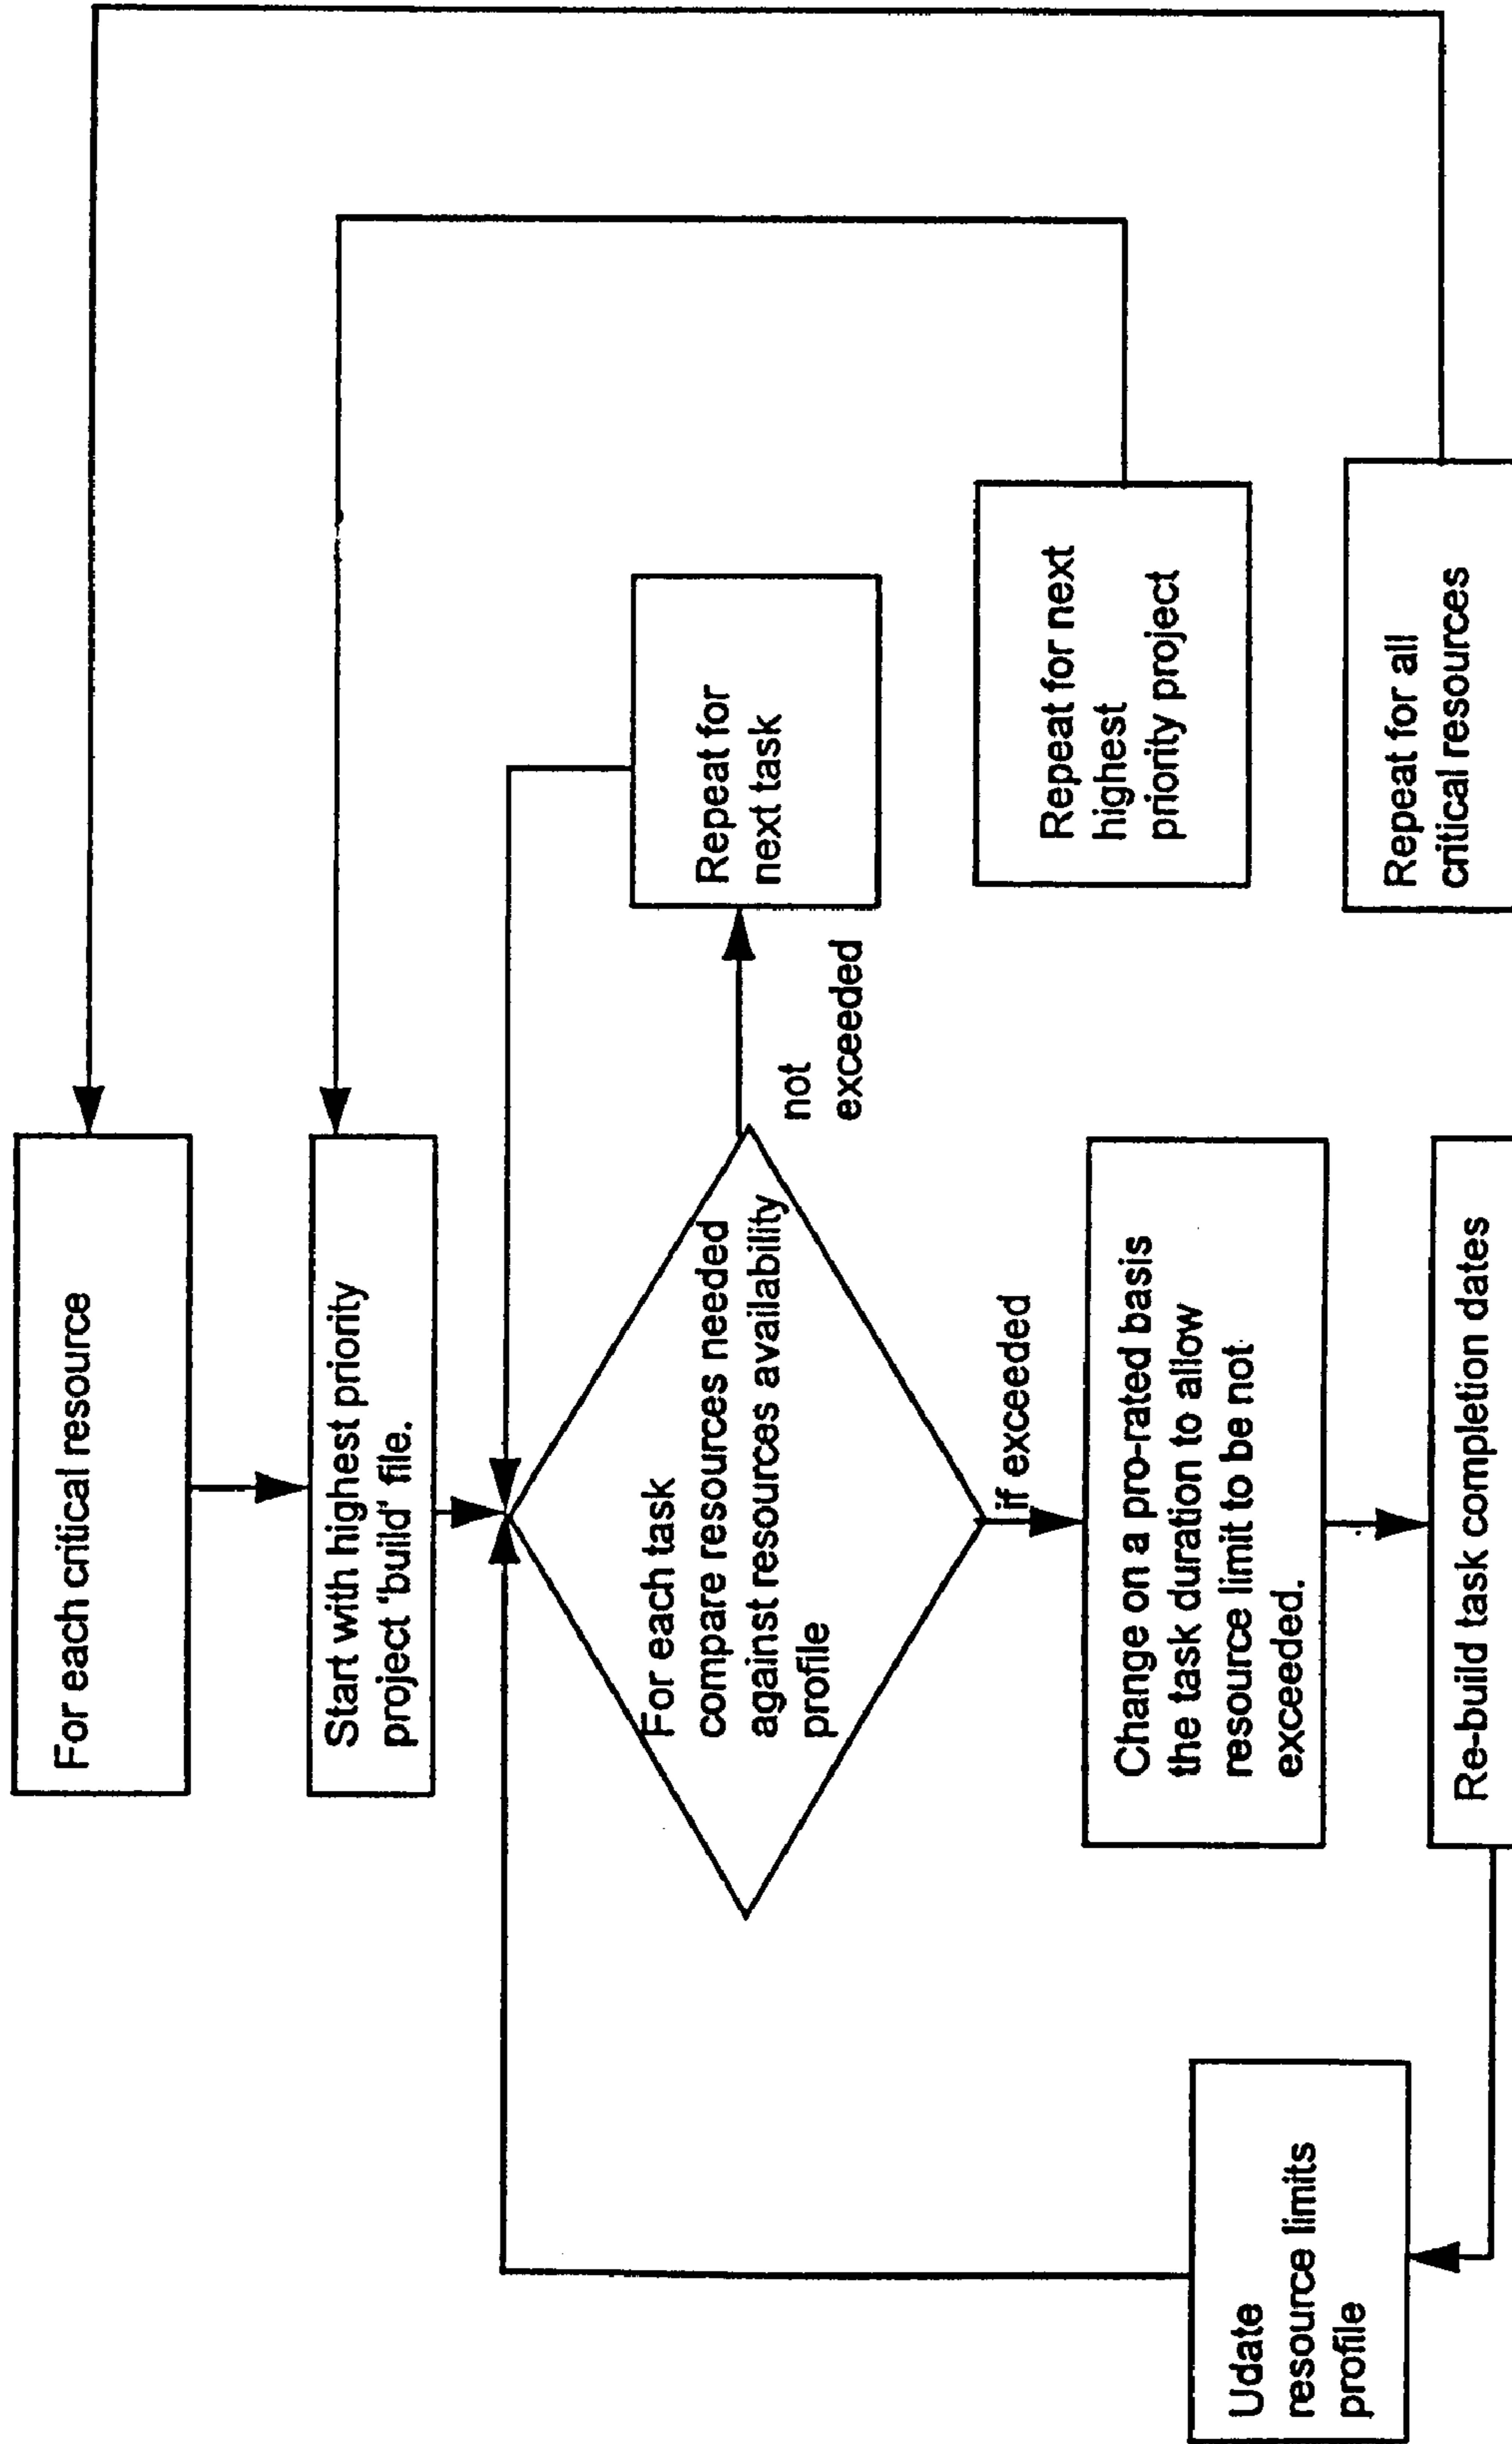 For each critical resource
Start with highest priority
project 'build' file.
For each task
compare resources needed
against resources availability
profile
not
exceeded
Repeat for
next task
if exceeded
Change on a pro-rated basis
the task duration to allow
resource limit to be not
exceeded.
Repeat for next
highest
priority project
Re-build task completion dates
Udate
resource limits
profile
Repeat for all
critical resources